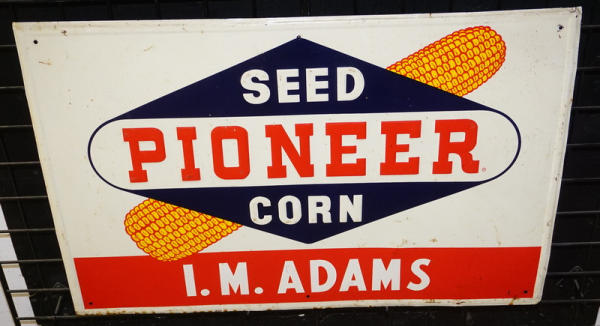 SEED
PIONEER
CORN
I.M. ADAMS